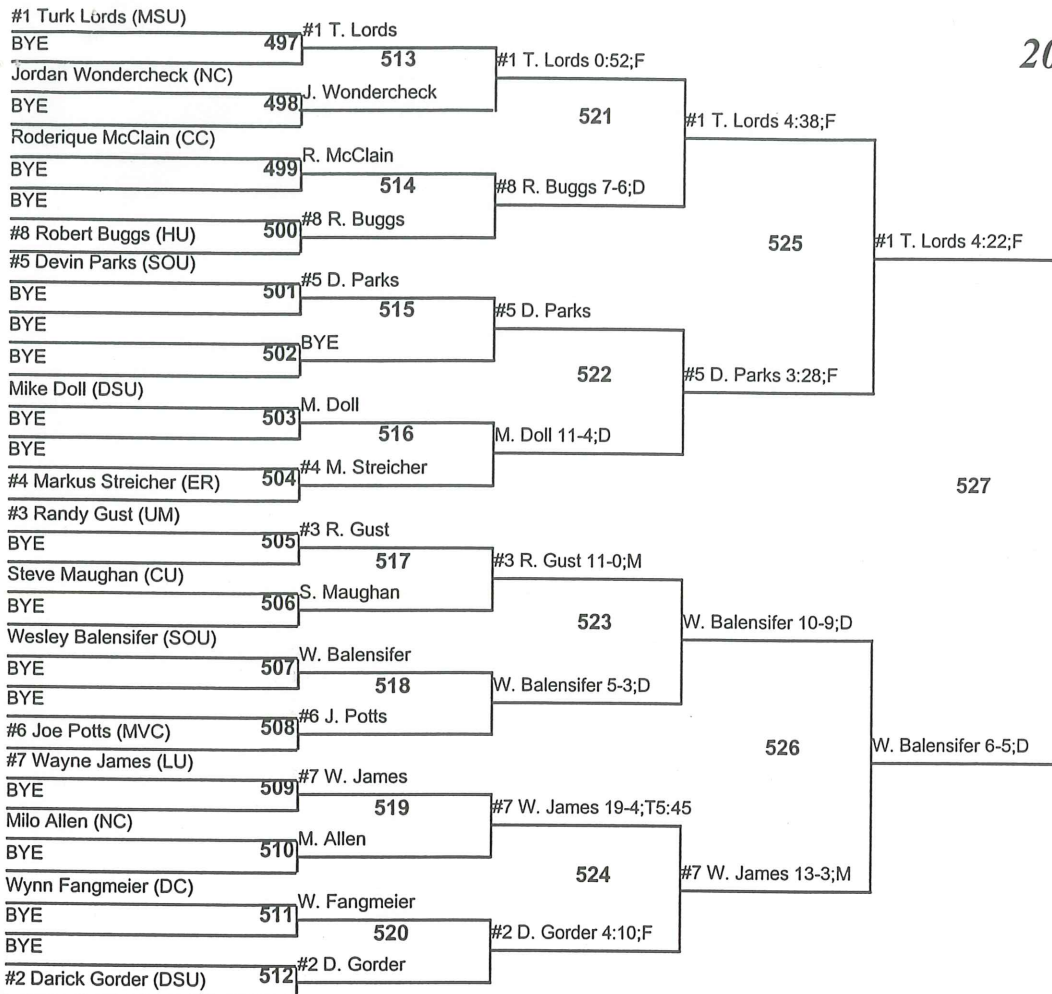 #1 Turk Lords (MSU)
BYE
497
Jordan Wondercheck (NC)
BYE
498
Roderique McClain (CC)
BYE
499
BYE
#8 Robert Buggs (HU)
500
#5 Devin Parks (SOU)
BYE
501
BYE
BYE
502
Mike Doll (DSU)
BYE
503
BYE
#4 Markus Streicher (ER)
504
#3 Randy Gust (UM)
BYE
505
Steve Maughan (CU)
BYE
506
Wesley Balensifer (SOU)
BYE
507
BYE
#6 Joe Potts (MVC)
508
#7 Wayne James (LU)
BYE
509
Milo Allen (NC)
BYE
510
Wynn Fangmeier (DC)
BYE
511
BYE
#2 Darick Gorder (DSU)
512
#1 T. Lords
513
J. Wondercheck
R. McClain
514
#8 R. Buggs
#5 D. Parks
515
BYE
M. Doll
516
#4 M. Streicher
#3 R. Gust
517
S. Maughan
W. Balensifer
518
#6 J. Potts
#7 W. James
519
M. Allen
W. Fangmeier
520
#2 D. Gorder
#1 T. Lords 0:52;F
521
#8 R. Buggs 7-6;D
#5 D. Parks
522
M. Doll 11-4;D
#3 R. Gust 11-0;M
523
W. Balensifer 5-3;D
#7 W. James 19-4;T5:45
524
#2 D. Gorder 4:10;F
#1 T. Lords 4:38;F
525
#5 D. Parks 3:28;F
W. Balensifer 10-9;D
526
#7 W. James 13-3;M
#1 T. Lords 4:22;F
527
W. Balensifer 6-5;D
20